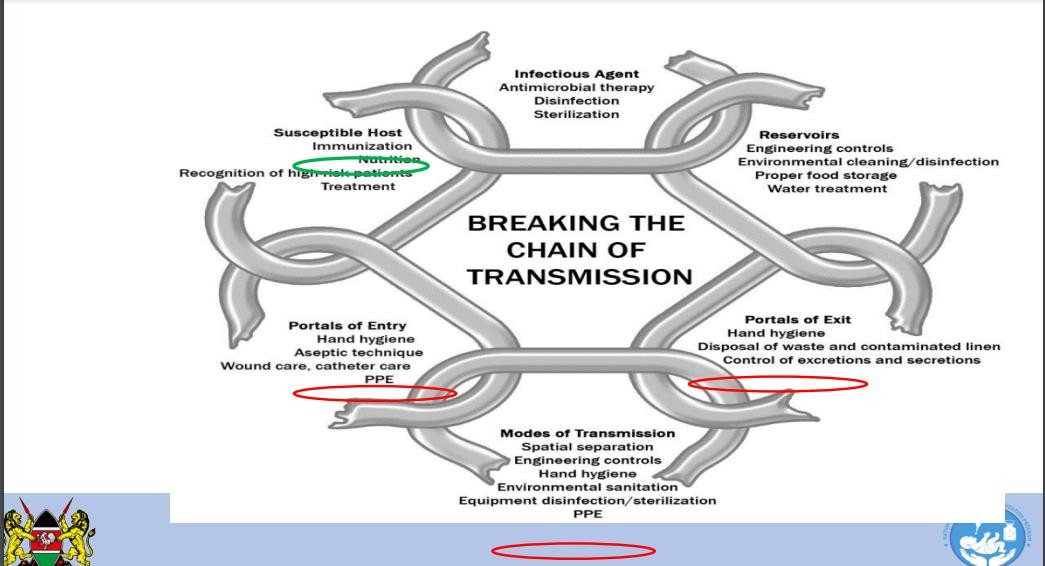 Infectious Agent
Antimicrobial therapy
Disinfection
Sterilization
Susceptible Host
Immunization
Nutrition
Recognition of high-risk patients
Treatment
Reservoirs
Engineering controls
Environmental cleaning/disinfection
Proper food storage
Water treatment
BREAKING THE
CHAIN OF
TRANSMISSION
Portals of Entry
Hand hygiene
Aseptic technique
Wound care, catheter care
PPE
Portals of Exit
Hand hygiene
Disposal of waste and contaminated linen
Control of excretions and secretions
Modes of Transmission
Spatial separation
Engineering controls
Hand hygiene
Environmental sanitation
Equipment disinfection/sterilization
PPE